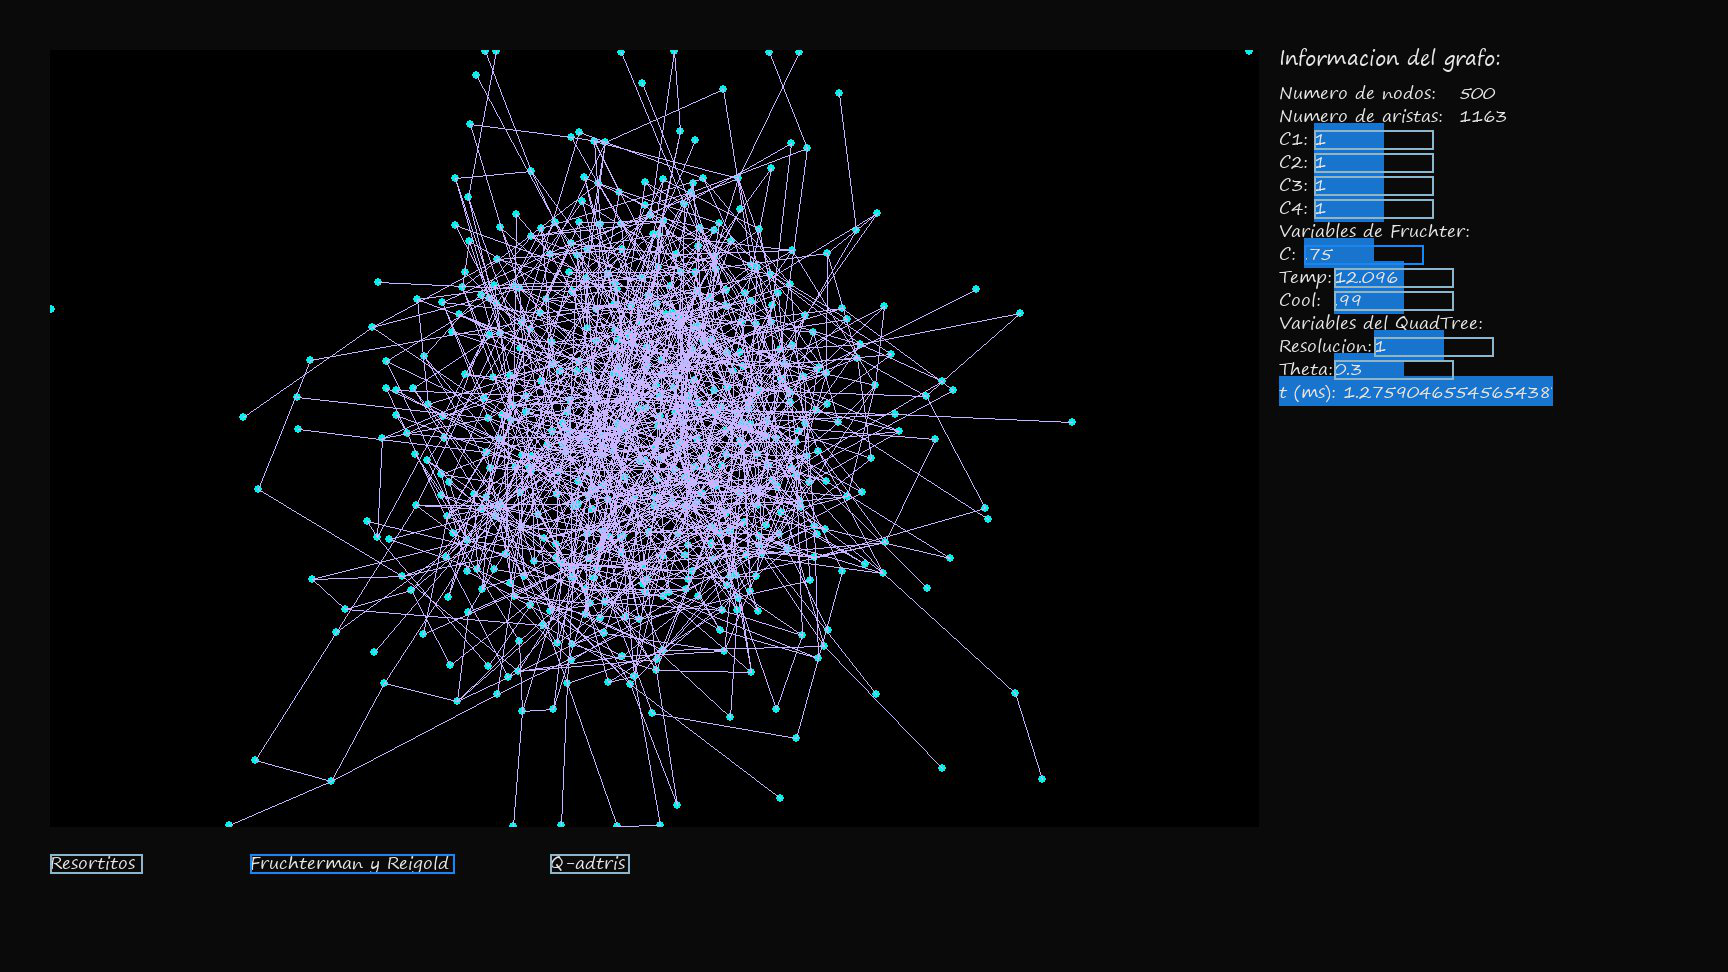 Informacion del grafo:
Numero de nodos: 500
Numero de aristas: 1163
C1: 1
C2: 1
C3: 1
C4: 1
Variables de Fruchter:
C: .75
Temp: 12.096
Cool: .99
Variables del QuadTree:
Resolucion: 1
Theta: 0.3
t (ms): 1.2759046554565438
Resortitos
Fruchterman y Reigold
Q-adtris